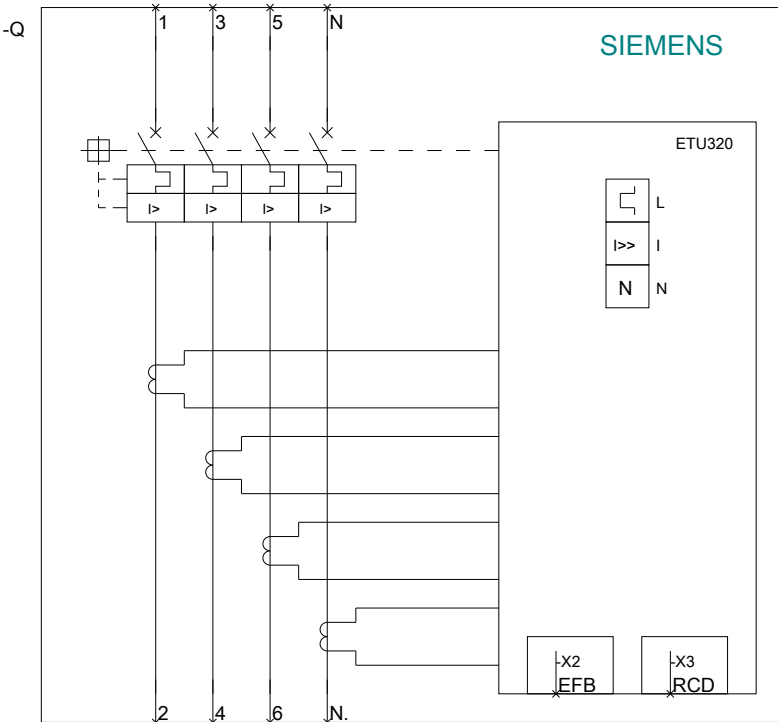 -Q
1 3 5 N
SIEMENS
ETU320
I> I> I> I>
L
I>> I
N N
-X2 -X3
EFB RCD
2 4 6 N.